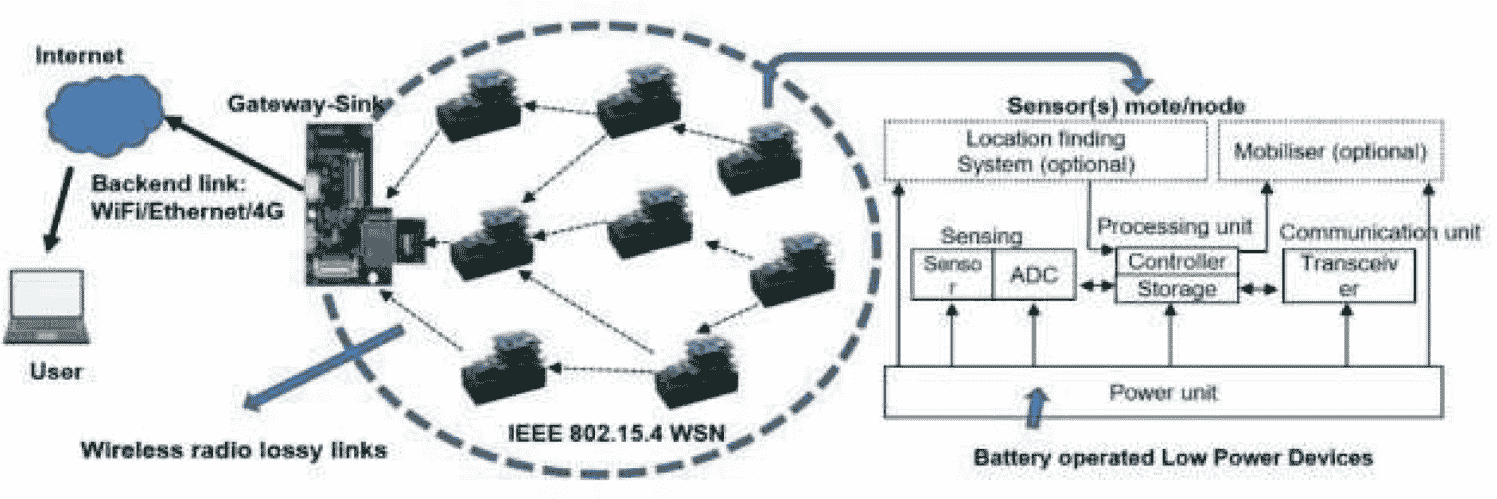 Internet
Gateway-Sink
Backend link:
WiFi/Ethernet/4G
User
Wireless radio lossy links
IEEE 802.15.4 WSN
Sensor(s) mote/node
Location finding
System (optional)
Mobiliser (optional)
Sensing
Senso
r
ADC
Processing unit
Controller
Storage
Communication unit
Transceiv
er
Power unit
Battery operated Low Power Devices